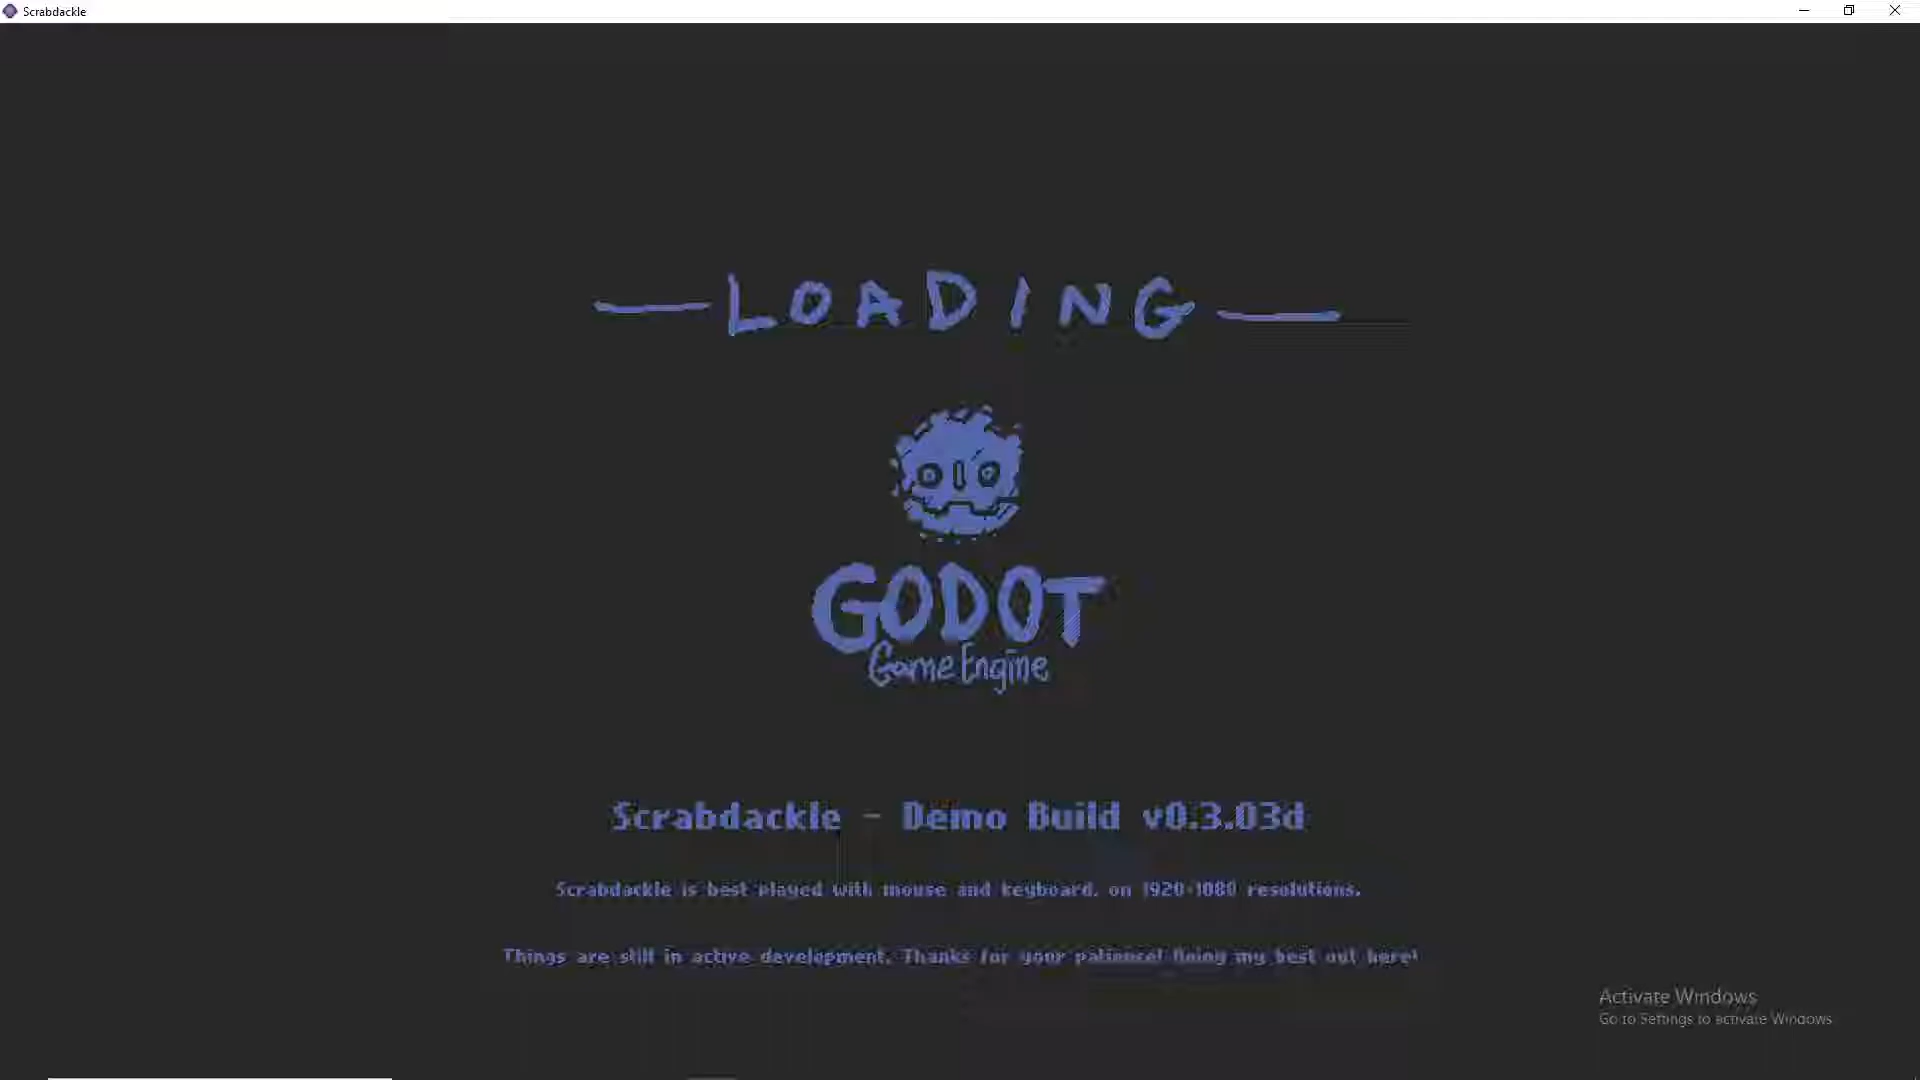 Scrabdackle
LOADING
GODOT
Game Engine
Scrabdackle - Demo Build v0.3.03d
Scrabdackle is best played with mouse and keyboard, on 1920×1080 resolutions.
Things are still in active development. Thanks for your patience! Doing my best out here!
Activate Windows
Go to Settings to activate Windows.